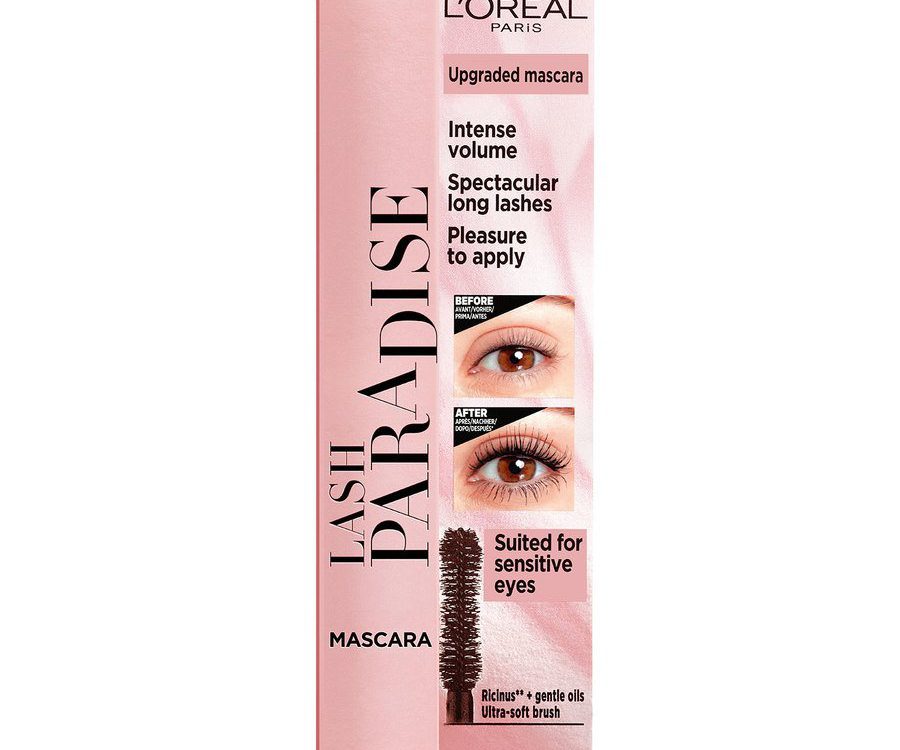 L'ORÉAL
PARIS
Upgraded mascara
Intense
volume
Spectacular
long lashes
Pleasure
to apply
BEFORE
AVANT/VORHER/
PRIMA/ANTES
AFTER
APRÈS/NACHHER/
DOPO/DESPUÉS*
Suited for
sensitive
eyes
Ricinus** + gentle oils
Ultra-soft brush
LASH
PARADISE
MASCARA